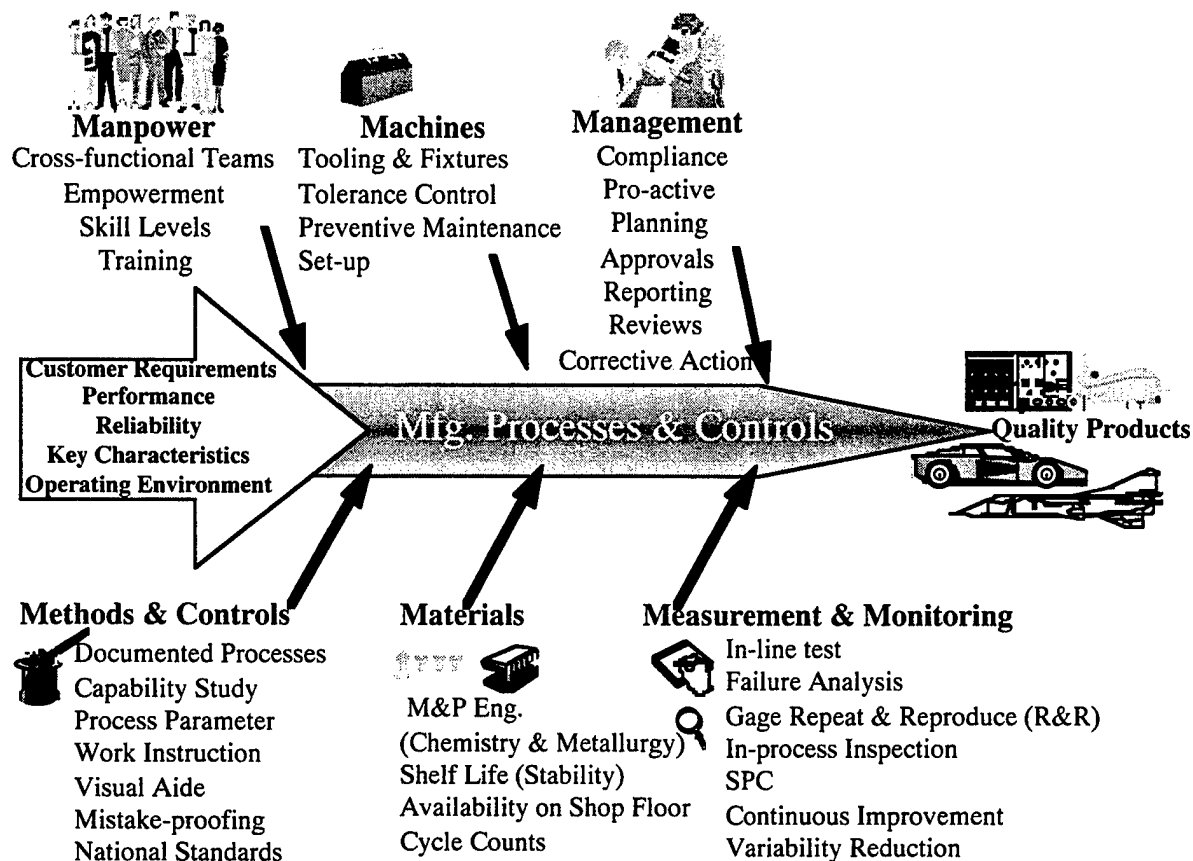 Manpower
Cross-functional Teams
Empowerment
Skill Levels
Training
Machines
Tooling & Fixtures
Tolerance Control
Preventive Maintenance
Set-up
Management
Compliance
Pro-active
Planning
Approvals
Reporting
Reviews
Corrective Action
Customer Requirements
Performance
Reliability
Key Characteristics
Operating Environment
Mfg. Processes & Controls
Quality Products
Methods & Controls
Documented Processes
Capability Study
Process Parameter
Work Instruction
Visual Aide
Mistake-proofing
National Standards
Materials
M&P Eng.
(Chemistry & Metallurgy)
Shelf Life (Stability)
Availability on Shop Floor
Cycle Counts
Measurement & Monitoring
In-line test
Failure Analysis
Gage Repeat & Reproduce (R&R)
In-process Inspection
SPC
Continuous Improvement
Variability Reduction